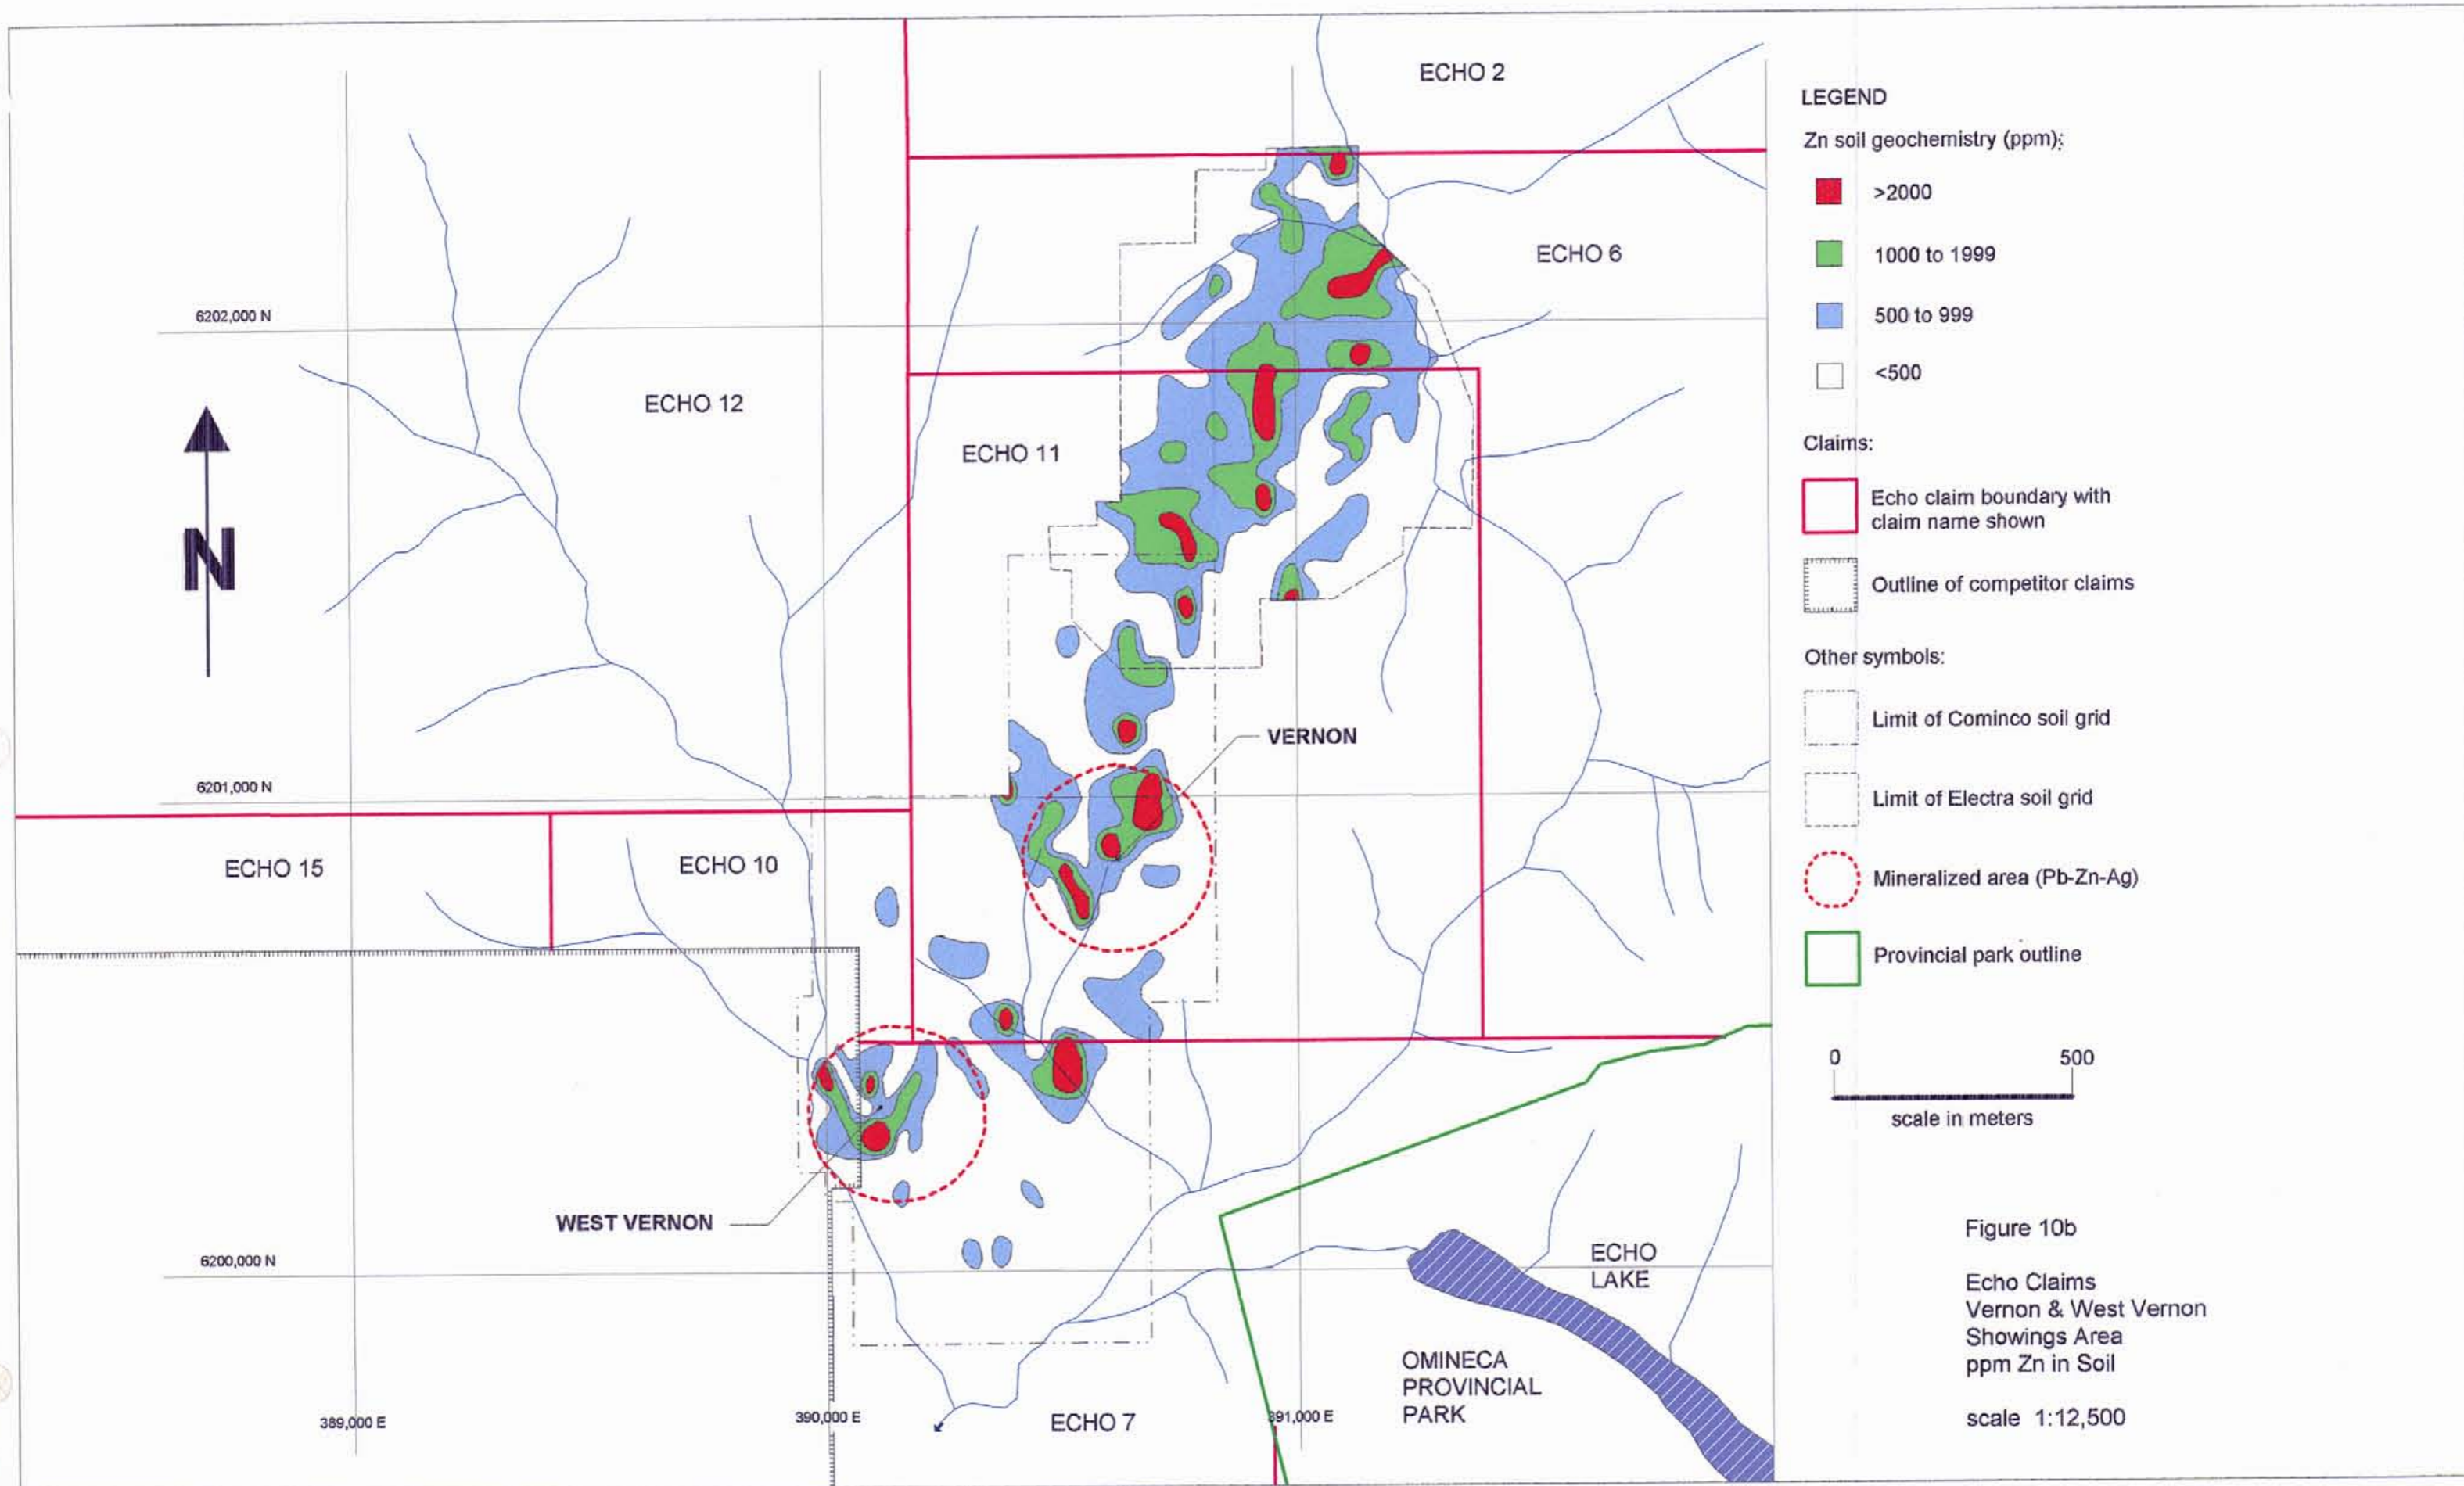 ECHO 2
ECHO 6
6202,000 N
ECHO 12
ECHO 11
N
VERNON
6201,000 N
ECHO 15
ECHO 10
WEST VERNON
6200,000 N
ECHO
LAKE
OMINECA
PROVINCIAL
PARK
389,000 E
390,000 E
391,000 E
ECHO 7
LEGEND
Zn soil geochemistry (ppm):
>2000
1000 to 1999
500 to 999
<500
Claims:
Echo claim boundary with
claim name shown
Outline of competitor claims
Other symbols:
Limit of Cominco soil grid
Limit of Electra soil grid
Mineralized area (Pb-Zn-Ag)
Provincial park outline
0 500
scale in meters
Figure 10b
Echo Claims
Vernon & West Vernon
Showings Area
ppm Zn in Soil
scale 1:12,500